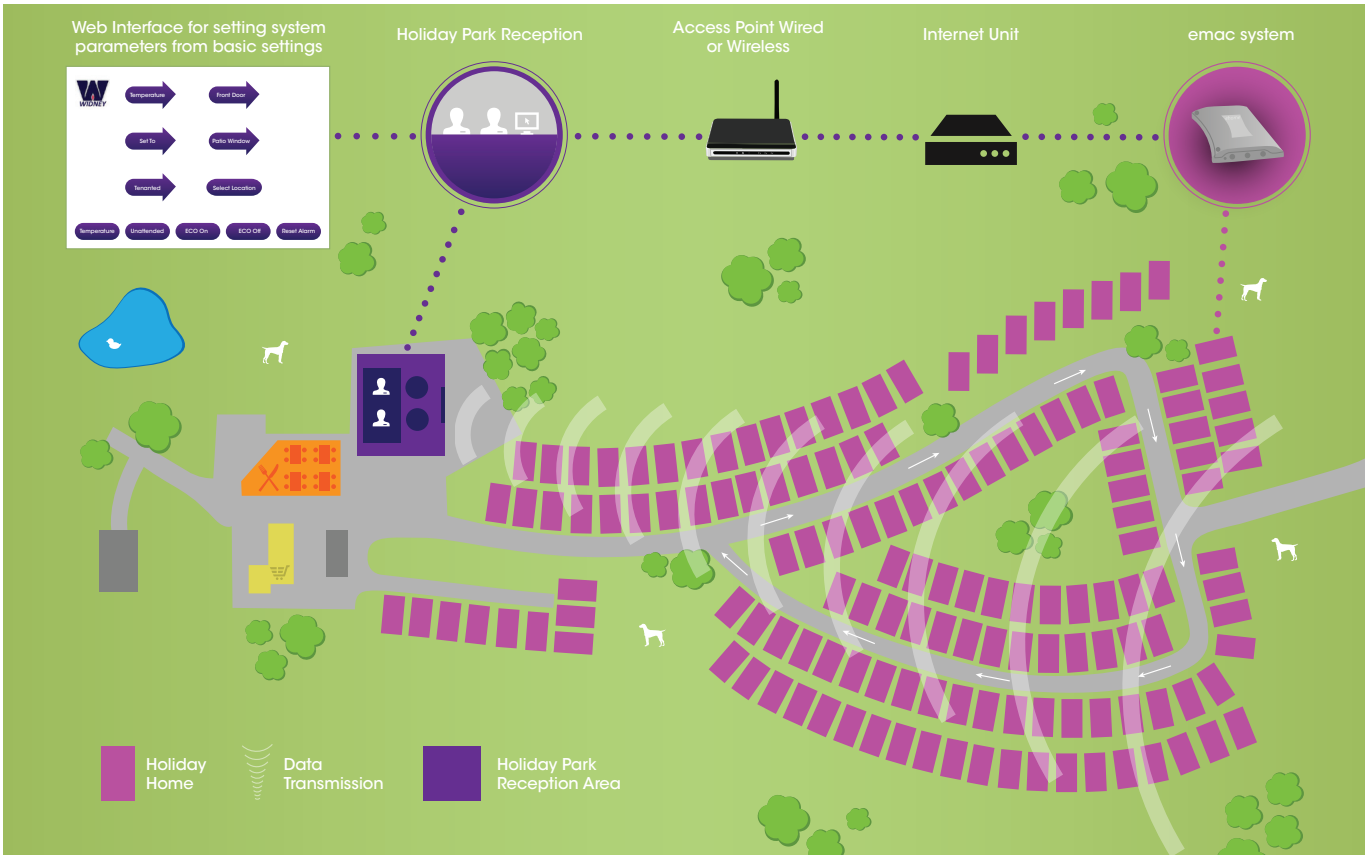 Web Interface for setting system
parameters from basic settings
Holiday Park Reception
Access Point Wired
or Wireless
Internet Unit
emac system
W
WIDNEY
Temperature
Front Door
Set To
Patio Window
Tenanted
Select Location
Temperature
Unattended
ECO On
ECO Off
Reset Alarm
Holiday
Home
Data
Transmission
Holiday Park
Reception Area